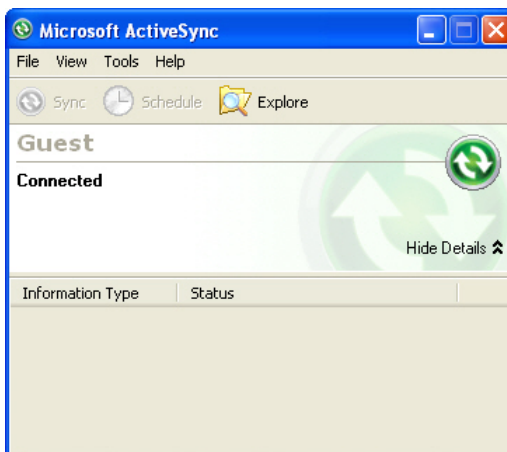 Microsoft ActiveSync
File View Tools Help
Sync Schedule Explore
Guest
Connected
Hide Details
Information Type Status